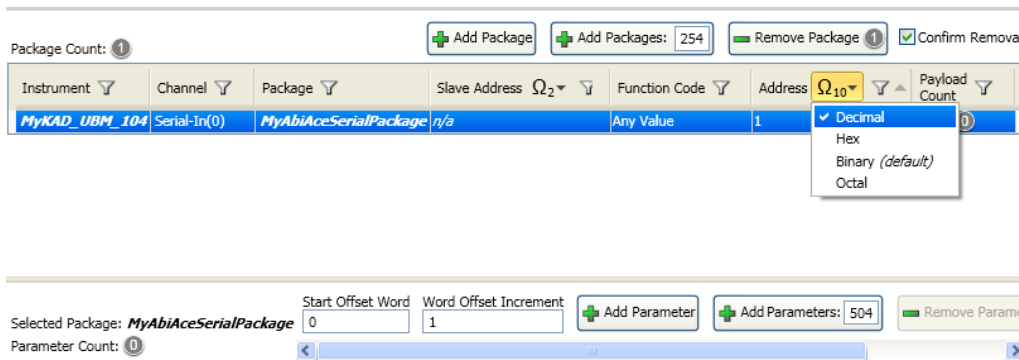 Package Count: 1 Add Package Add Packages: 254 Remove Package 1 Confirm Remova
Instrument Channel Package Slave Address Ω2 Function Code Address Ω10 Payload Count
MyKAD_UBM_104 Serial-In(0) MyAbiAceSerialPackage n/a Any Value 1 0
Decimal
Hex
Binary (default)
Octal
Start Offset Word Word Offset Increment
Selected Package: MyAbiAceSerialPackage 0 1 Add Parameter Add Parameters: 504 Remove Parame
Parameter Count: 0